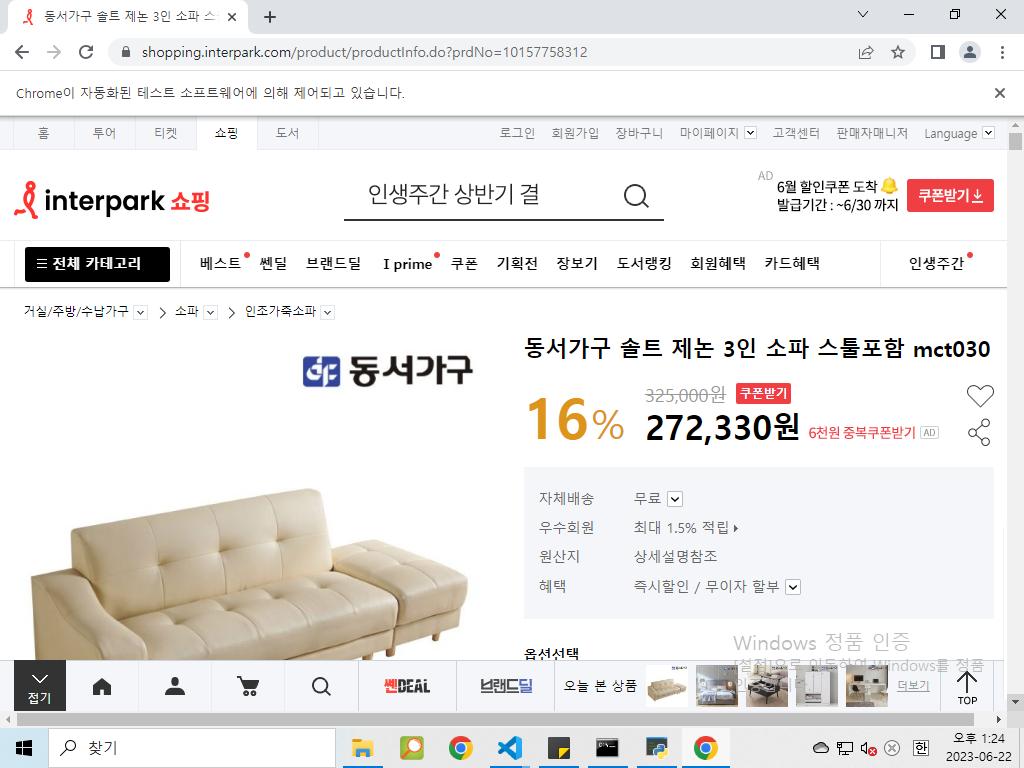 동서가구 솔트 제논 3인 소파 스
shopping.interpark.com/product/productInfo.do?prdNo=10157758312
Chrome이 자동화된 테스트 소프트웨어에 의해 제어되고 있습니다.
홈 투어 티켓 쇼핑 도서 로그인 회원가입 장바구니 마이페이지 고객센터 판매자매니저 Language
interpark 쇼핑
인생주간 상반기 결
AD
6월 할인쿠폰 도착
발급기간 : ~6/30 까지
쿠폰받기
전체 카테고리 베스트 쎈딜 브랜드딜 I prime 쿠폰 기획전 장보기 도서랭킹 회원혜택 카드혜택 인생주간
거실/주방/수납가구 소파 인조가죽소파
동서가구
동서가구 솔트 제논 3인 소파 스툴포함 mct030
16%
325,000원 쿠폰받기
272,330원 6천원 중복쿠폰받기 AD
자체배송 무료
우수회원 최대 1.5% 적립
원산지 상세설명참조
혜택 즉시할인 / 무이자 할부
옵션선택
Windows 정품 인증
[설정]으로 이동하여 Windows를 정품
접기
쎈DEAL
브랜드딜
오늘 본 상품
더보기
TOP
찾기
한
오후 1:24
2023-06-22